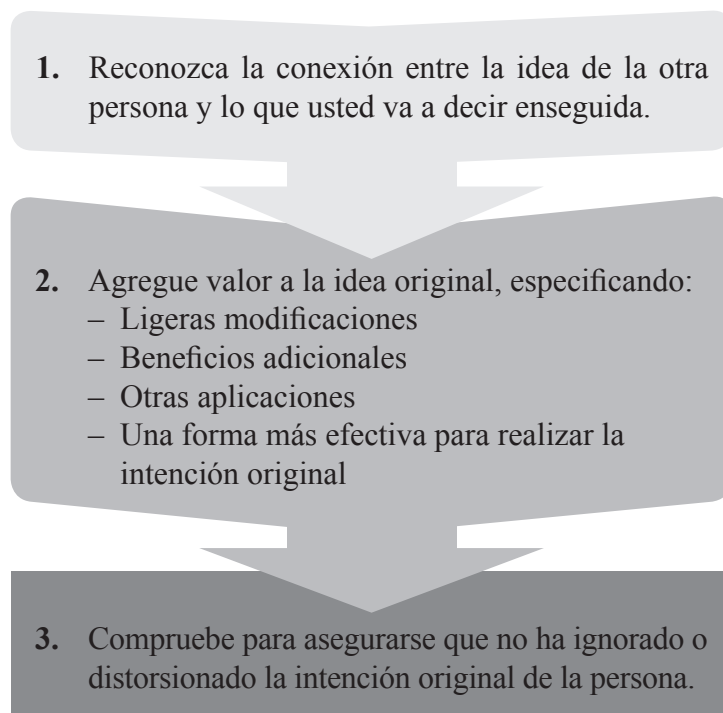 1. Reconozca la conexión entre la idea de la otra
persona y lo que usted va a decir enseguida.
2. Agregue valor a la idea original, especificando:
– Ligeras modificaciones
– Beneficios adicionales
– Otras aplicaciones
– Una forma más efectiva para realizar la
intención original
3. Compruebe para asegurarse que no ha ignorado o
distorsionado la intención original de la persona.